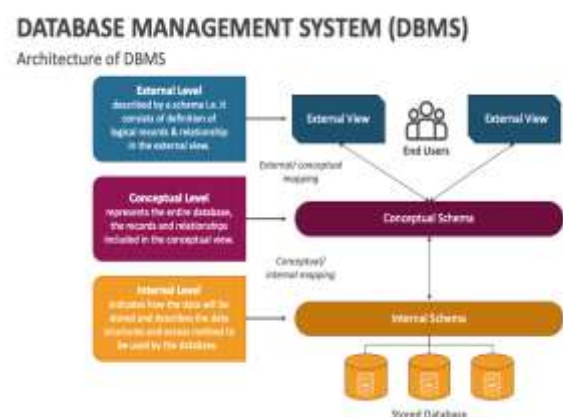 DATABASE MANAGEMENT SYSTEM (DBMS)
Architecture of DBMS
External Level
described by a schema i.e. it
consists of definition of
logical records & relationship
in the external view.
External View
End Users
External View
External/ conceptual
mapping
Conceptual Level
represents the entire database,
the records and relationships
included in the conceptual view.
Conceptual Schema
Conceptual/
internal mapping
Internal Level
indicates how the data will be
stored and describes the data
structures and access method to
be used by the database.
Internal Schema
Stored Database